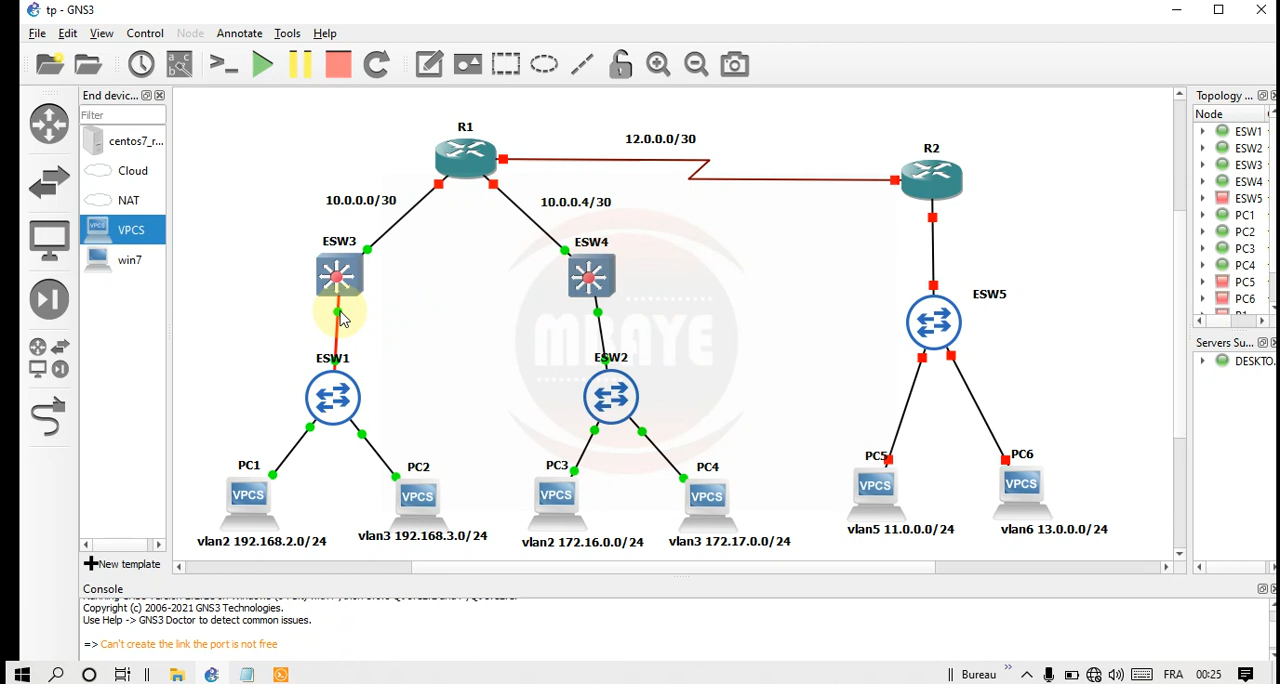 tp - GNS3
File Edit View Control Node Annotate Tools Help
End devic...
Filter
centos7_r...
Cloud
NAT
VPCS
win7
New template
R1
12.0.0.0/30
R2
10.0.0.0/30
10.0.0.4/30
ESW3
ESW4
ESW5
ESW1
ESW2
PC1
PC2
PC3
PC4
PC5
PC6
VPCS
VPCS
VPCS
VPCS
VPCS
VPCS
vlan2 192.168.2.0/24
vlan3 192.168.3.0/24
vlan2 172.16.0.0/24
vlan3 172.17.0.0/24
vlan5 11.0.0.0/24
vlan6 13.0.0.0/24
Topology ...
Node
ESW1
ESW2
ESW3
ESW4
ESW5
PC1
PC2
PC3
PC4
PC5
PC6
Servers Su...
DESKTO
Console
Copyright (c) 2006-2021 GNS3 Technologies.
Use Help -> GNS3 Doctor to detect common issues.
=> Can't create the link the port is not free
Bureau
FRA
00:25